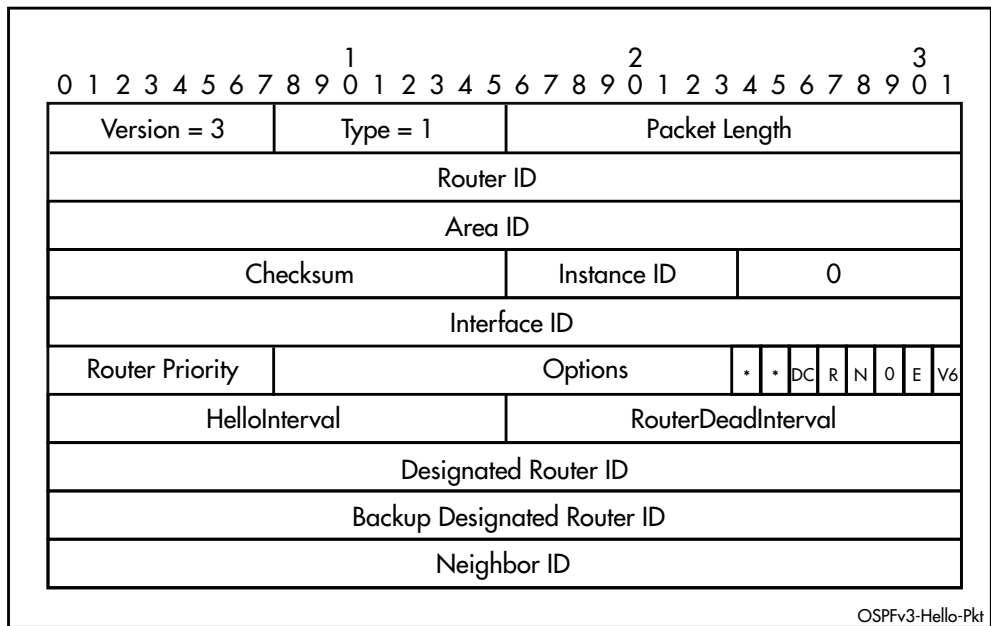 1 2 3
0 1 2 3 4 5 6 7 8 9 0 1 2 3 4 5 6 7 8 9 0 1 2 3 4 5 6 7 8 9 0 1
Version = 3 Type = 1 Packet Length
Router ID
Area ID
Checksum Instance ID 0
Interface ID
Router Priority Options * * DC R N 0 E V6
HelloInterval RouterDeadInterval
Designated Router ID
Backup Designated Router ID
Neighbor ID
OSPFv3-Hello-Pkt